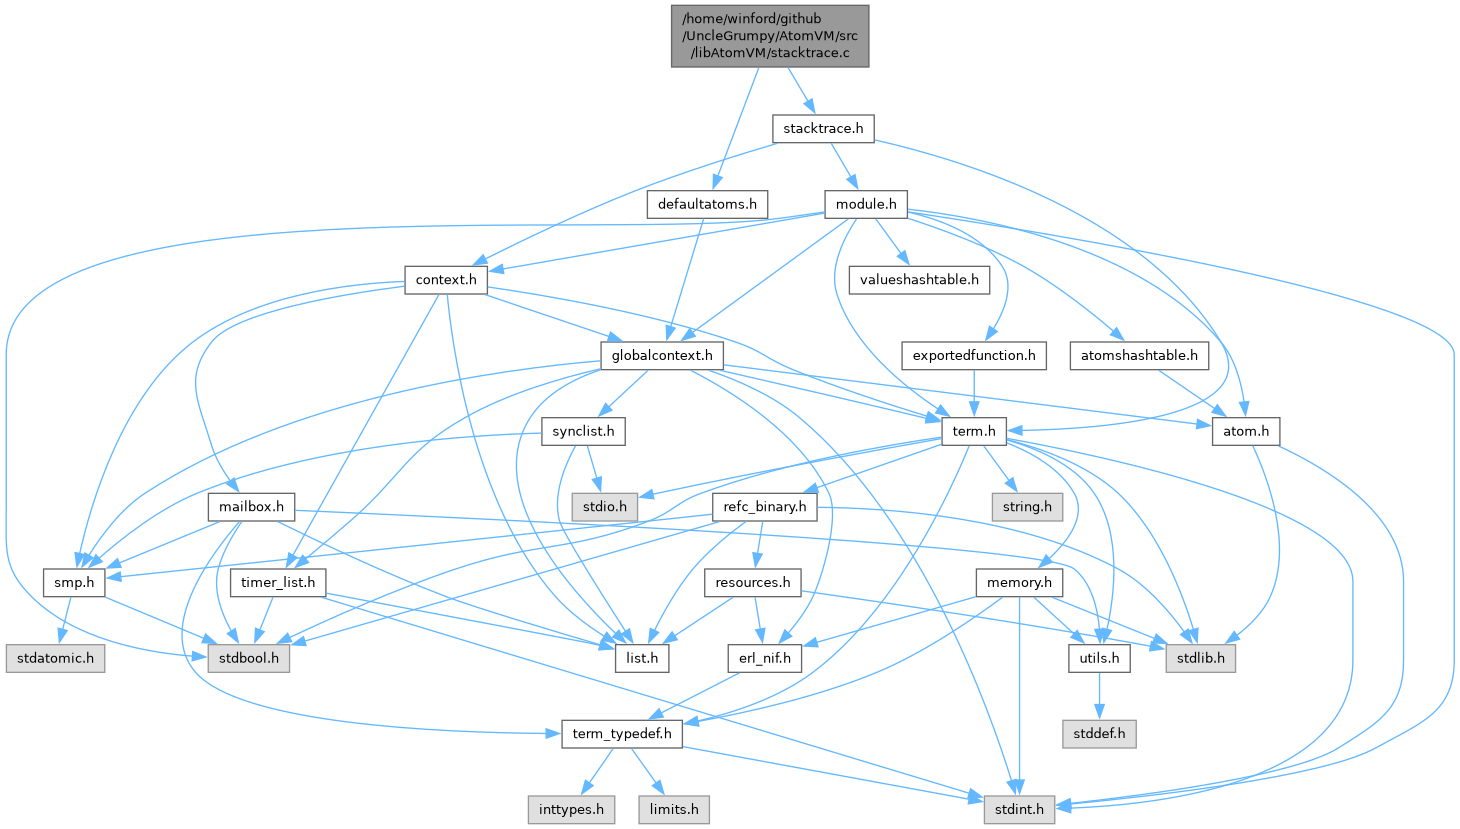 /home/winford/github
/UncleGrumpy/AtomVM/src
/libAtomVM/stacktrace.c
stacktrace.h
defaultatoms.h
module.h
context.h
valueshashtable.h
globalcontext.h
exportedfunction.h
atomshashtable.h
synclist.h
term.h
atom.h
mailbox.h
stdio.h
refc_binary.h
string.h
smp.h
timer_list.h
resources.h
memory.h
stdatomic.h
stdbool.h
list.h
erl_nif.h
utils.h
stdlib.h
term_typedef.h
stddef.h
inttypes.h
limits.h
stdint.h